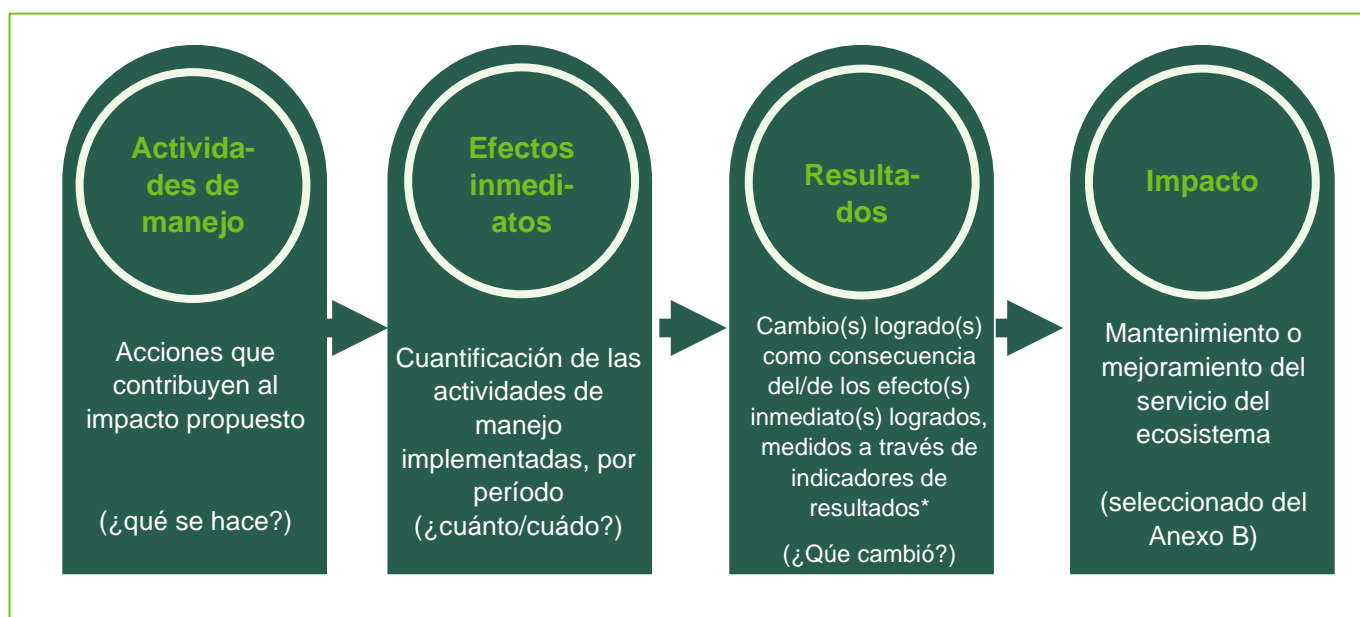 Activida-
des de
manejo
Acciones que
contribuyen al
impacto propuesto
(¿qué se hace?)
Efectos
inmedi-
atos
Cuantificación de las
actividades de
manejo
implementadas, por
período
(¿cuánto/cuádo?)
Resulta-
dos
Cambio(s) logrado(s)
como consecuencia
del/de los efecto(s)
inmediato(s) logrados,
medidos a través de
indicadores de
resultados*
(¿Qúe cambió?)
Impacto
Mantenimiento o
mejoramiento del
servicio del
ecosistema
(seleccionado del
Anexo B)